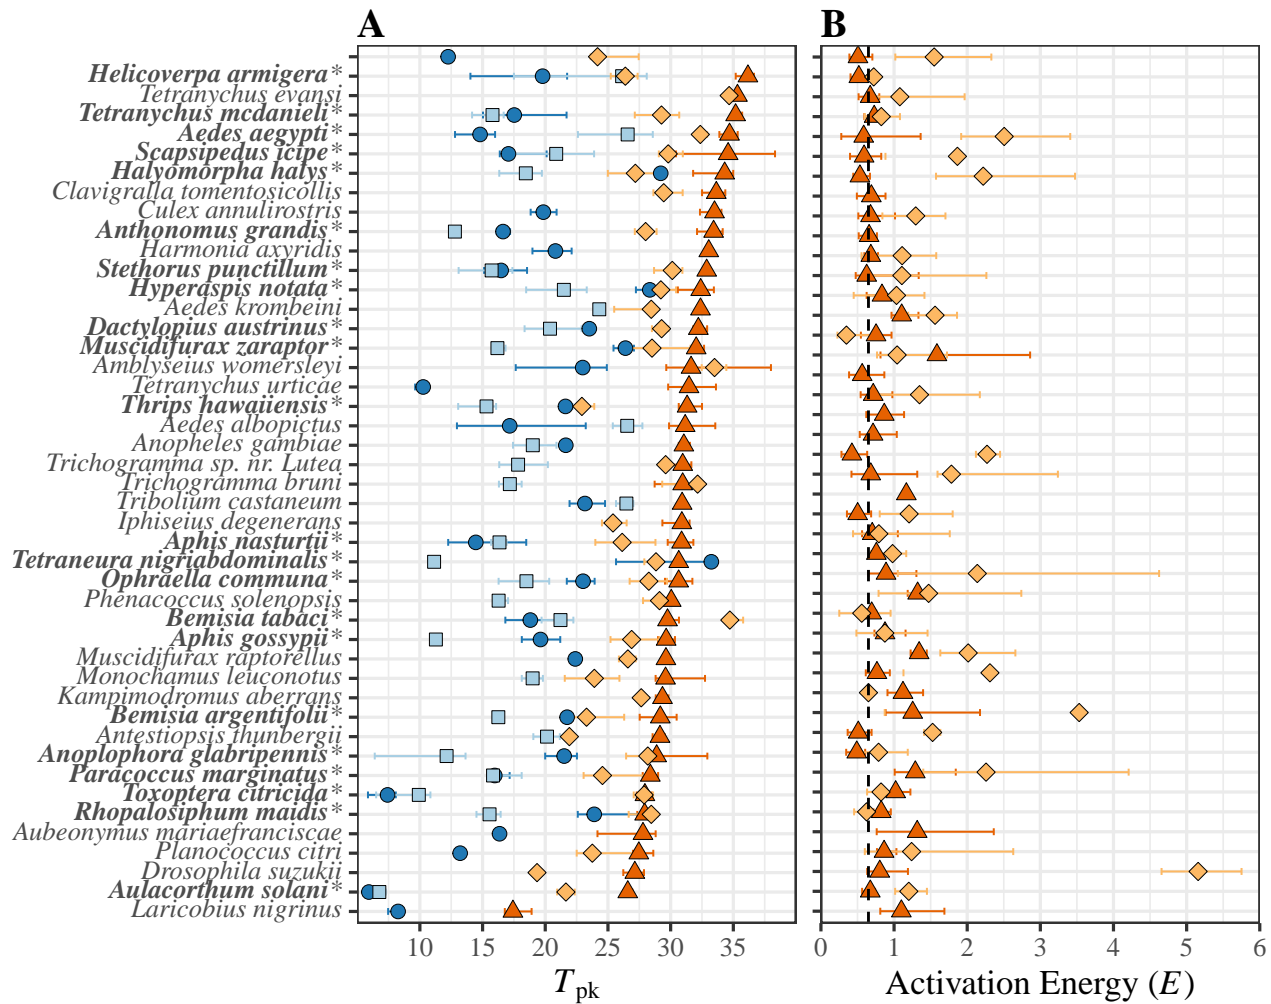 A
B
Helicoverpa armigera*
Tetranychus evansi
Tetranychus mcdanieli*
Aedes aegypti*
Scapsipedus icipe*
Halyomorpha halys*
Clavigralla tomentosicollis
Culex annulirostris
Anthonomus grandis*
Harmonia axyridis
Stethorus punctillum*
Hyperaspis notata*
Aedes krombeini
Dactylopius austrinus*
Muscidifurax zaraptor*
Amblyseius womersleyi
Tetranychus urticae
Thrips hawaiiensis*
Aedes albopictus
Anopheles gambiae
Trichogramma sp. nr. Lutea
Trichogramma bruni
Tribolium castaneum
Iphiseius degenerans
Aphis nasturtii*
Tetraneura nigriabdominalis*
Ophraella communa*
Phenacoccus solenopsis
Bemisia tabaci*
Aphis gossypii*
Muscidifurax raptorellus
Monochamus leuconotus
Kampimodromus aberrans
Bemisia argentifolii*
Antestiopsis thunbergii
Anoplophora glabripennis*
Paracoccus marginatus*
Toxoptera citricida*
Rhopalosiphum maidis*
Aubeonymus mariaefranciscae
Planococcus citri
Drosophila suzukii
Aulacorthum solani*
Laricobius nigrinus
10 15 20 25 30 35
0 1 2 3 4 5 6
Tpk
Activation Energy (E)